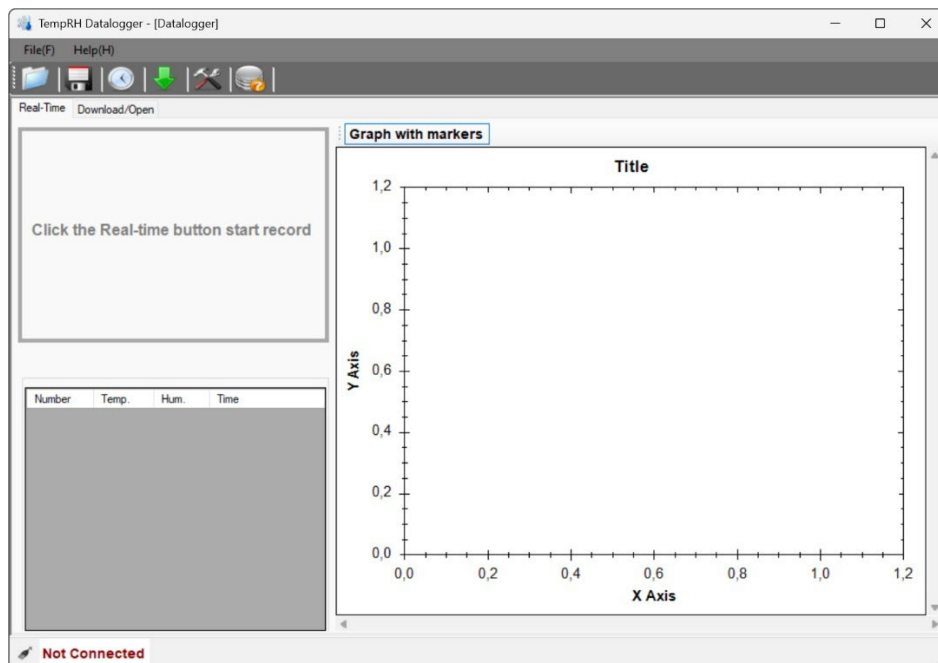 TempRH Datalogger - [Datalogger]
File(F) Help(H)
Real-Time Download/Open
Click the Real-time button start record
Number Temp. Hum. Time
Graph with markers
Title
1,2
1,0
0,8
0,6
0,4
0,2
0,0
Y Axis
0,0 0,2 0,4 0,6 0,8 1,0 1,2
X Axis
Not Connected